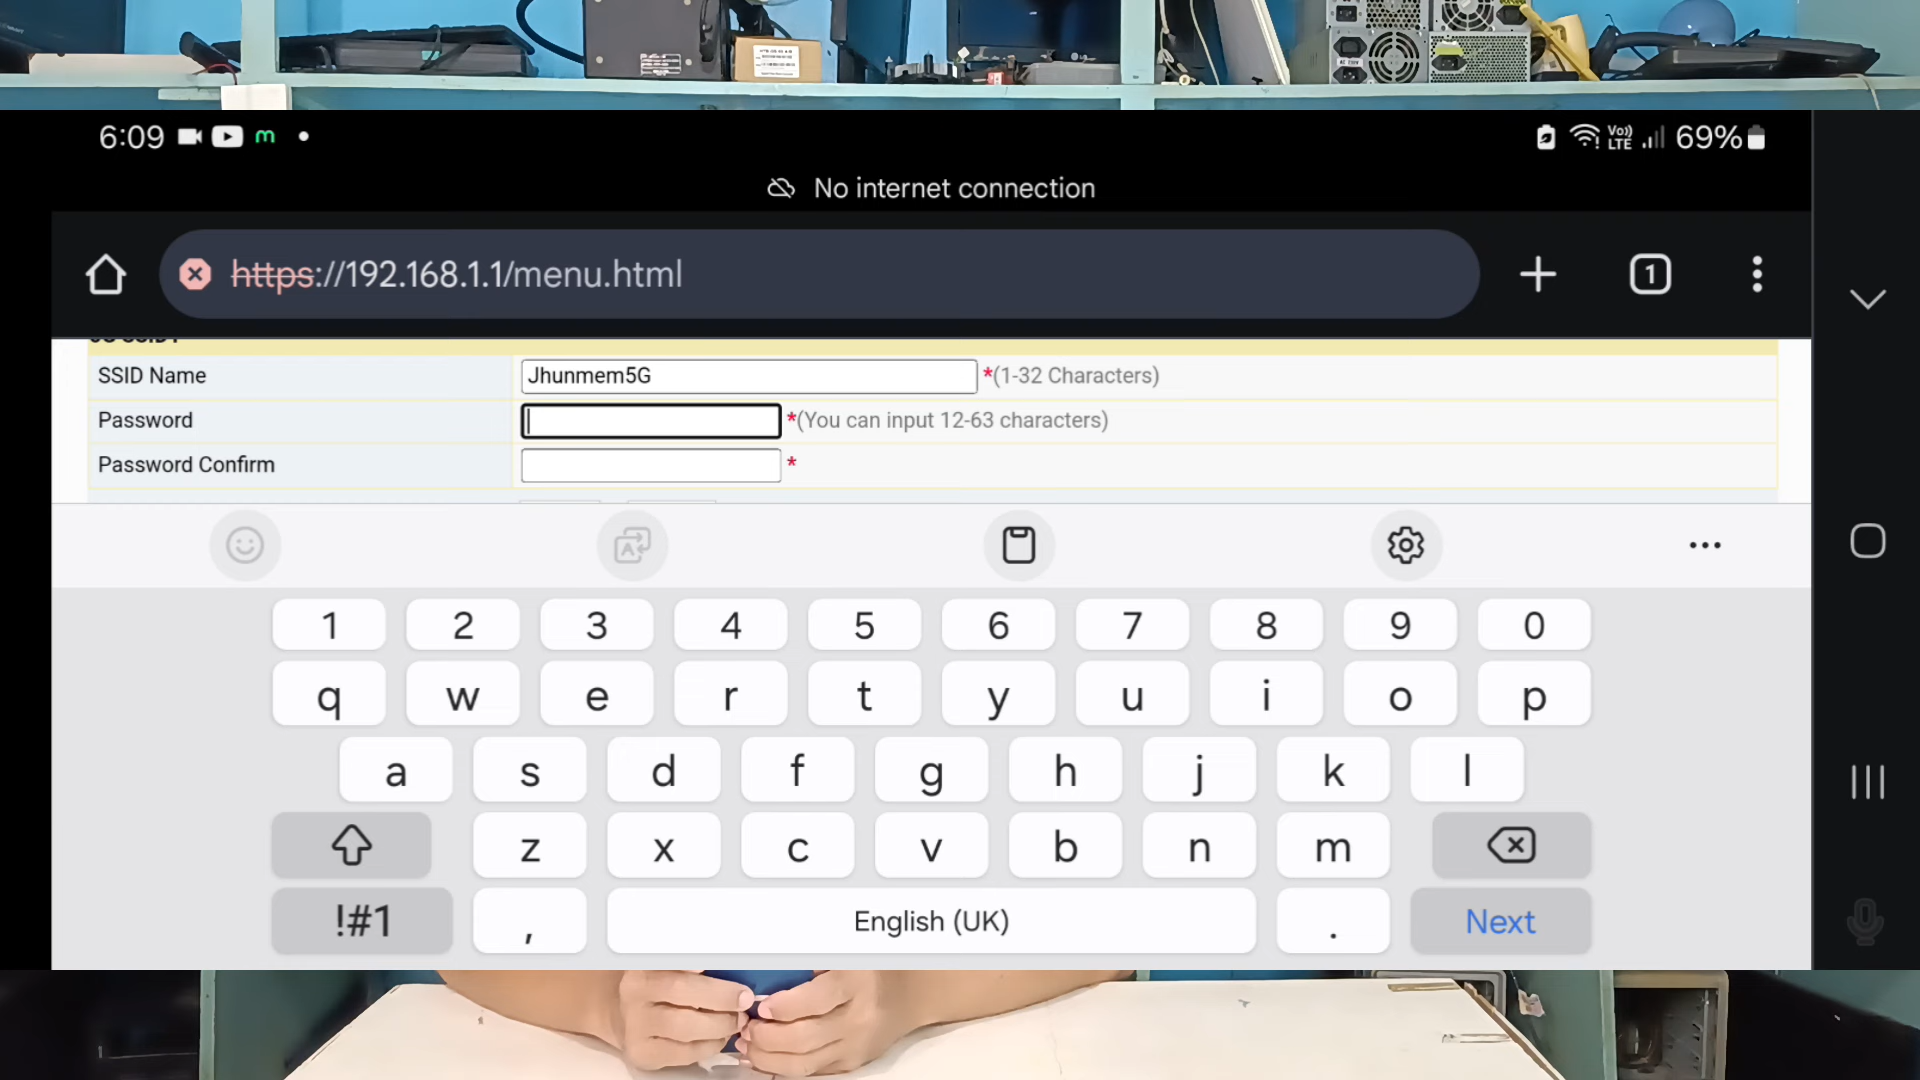 6:09 m 69%
Vo)) LTE
No internet connection
https://192.168.1.1/menu.html 1
SSID Name Jhunmem5G *(1-32 Characters)
Password *(You can input 12-63 characters)
Password Confirm *
1 2 3 4 5 6 7 8 9 0
q w e r t y u i o p
a s d f g h j k l
z x c v b n m
!#1 , English (UK) . Next